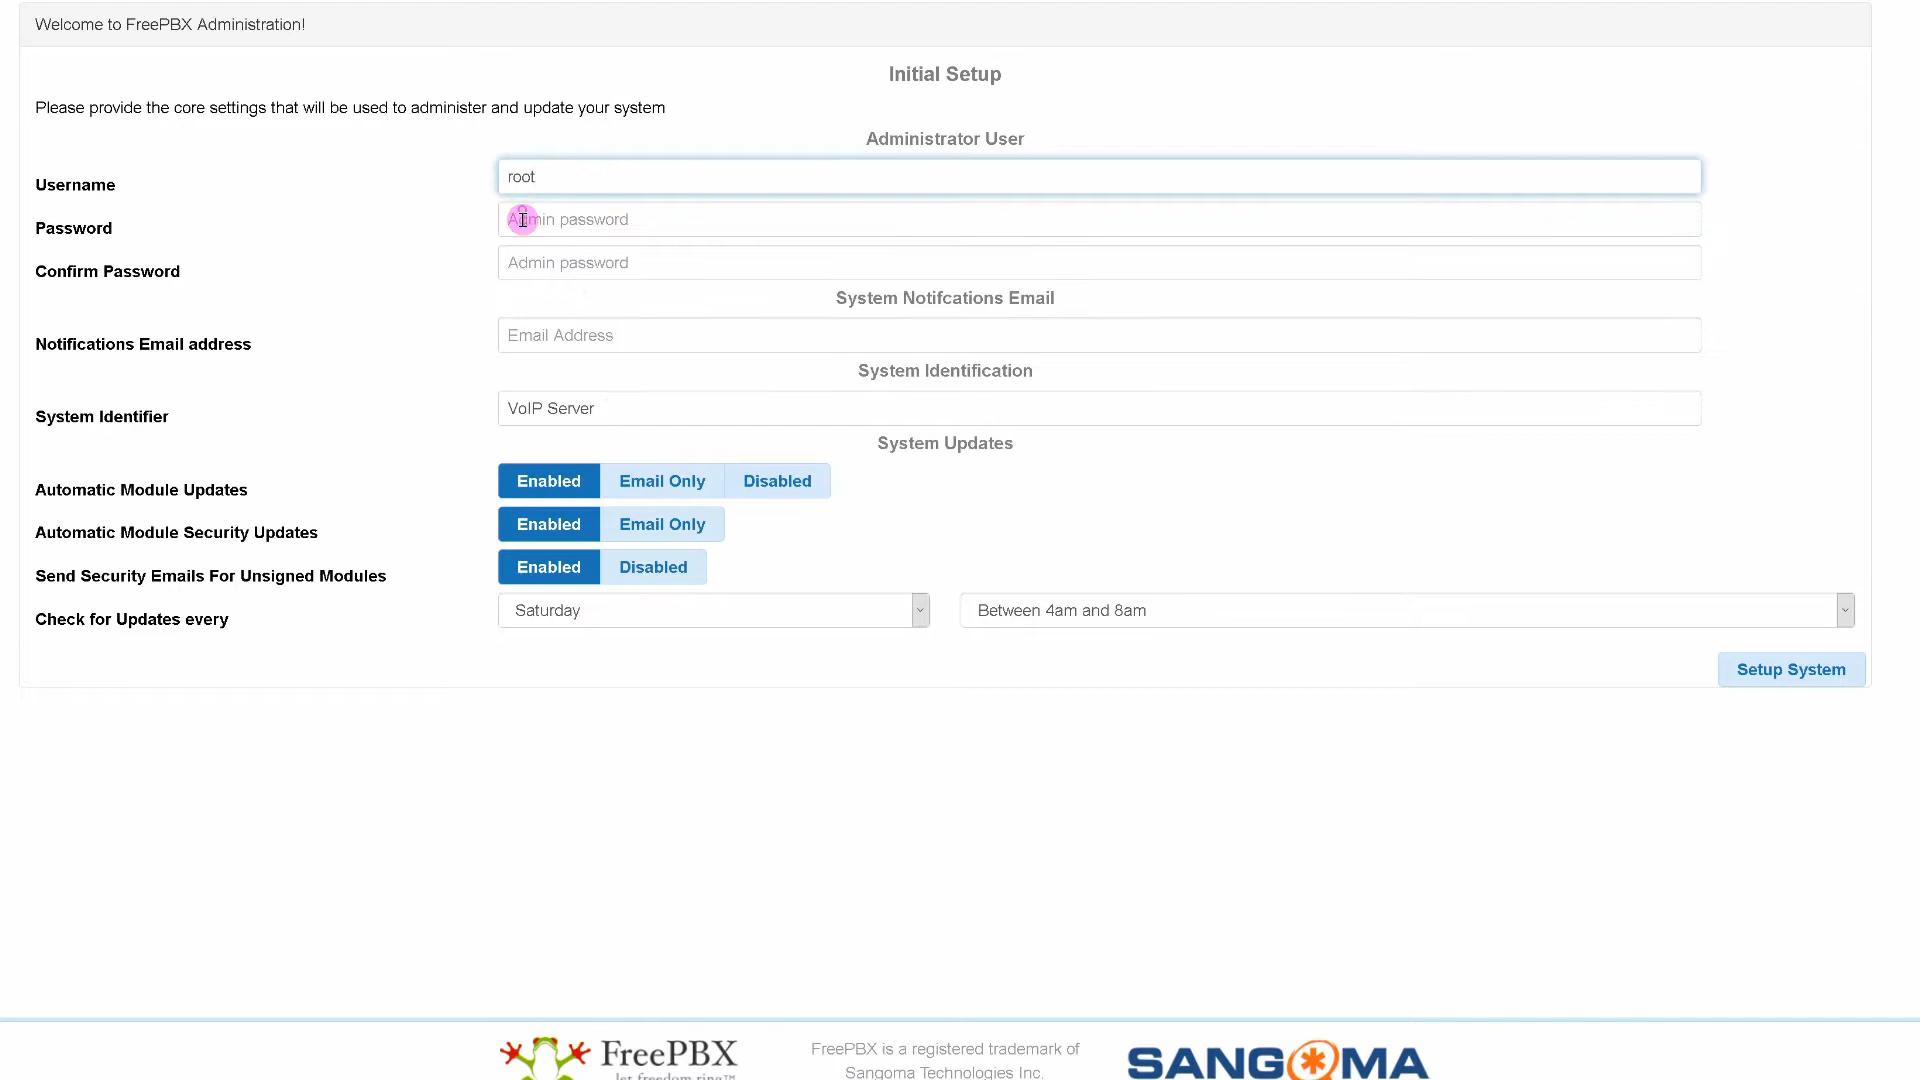 Welcome to FreePBX Administration!
Initial Setup
Please provide the core settings that will be used to administer and update your system
Administrator User
Username
root
Password
Admin password
Confirm Password
Admin password
System Notifcations Email
Notifications Email address
Email Address
System Identification
System Identifier
VoIP Server
System Updates
Automatic Module Updates
Enabled Email Only Disabled
Automatic Module Security Updates
Enabled Email Only
Send Security Emails For Unsigned Modules
Enabled Disabled
Check for Updates every
Saturday Between 4am and 8am
Setup System
FreePBX
let freedom ring™
FreePBX is a registered trademark of
Sangoma Technologies Inc.
SANGOMA